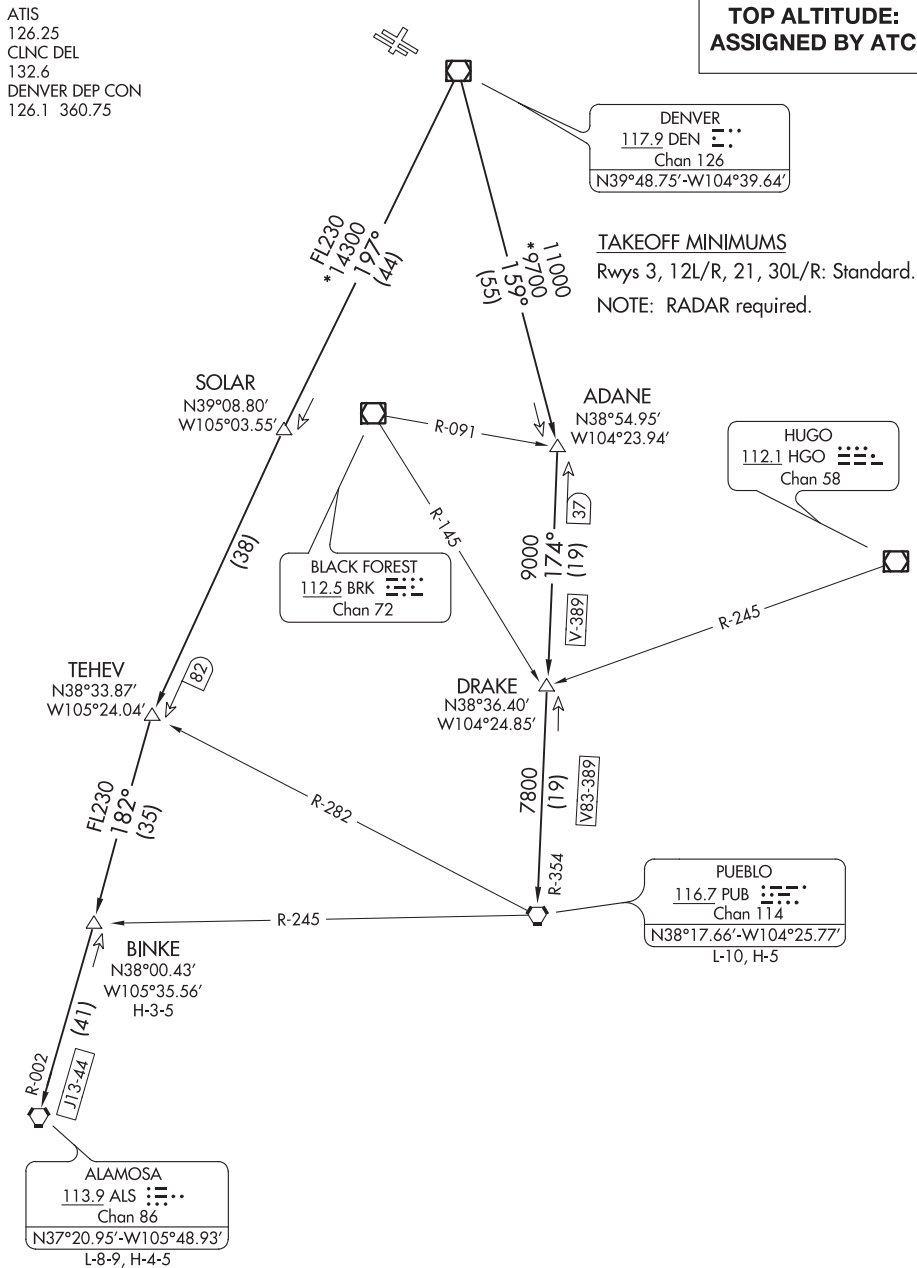 ATIS
126.25
CLNC DEL
132.6
DENVER DEP CON
126.1 360.75
TOP ALTITUDE:
ASSIGNED BY ATC
DENVER
117.9 DEN
Chan 126
N39°48.75'-W104°39.64'
TAKEOFF MINIMUMS
Rwys 3, 12L/R, 21, 30L/R: Standard.
NOTE: RADAR required.
FL230
*14300
197°
(44)
11000
*9700
159°
(55)
SOLAR
N39°08.80'
W105°03.55'
ADANE
N38°54.95'
W104°23.94'
R-091
HUGO
112.1 HGO
Chan 58
R-145
37
9000
174°
(19)
V-389
(38)
BLACK FOREST
112.5 BRK
Chan 72
R-245
TEHEV
N38°33.87'
W105°24.04'
82
DRAKE
N38°36.40'
W104°24.85'
7800
(19)
V83-389
R-282
FL230
182°
(35)
R-354
PUEBLO
116.7 PUB
Chan 114
N38°17.66'-W104°25.77'
L-10, H-5
R-245
BINKE
N38°00.43'
W105°35.56'
H-3-5
(41)
R-002
J13-44
ALAMOSA
113.9 ALS
Chan 86
N37°20.95'-W105°48.93'
L-8-9, H-4-5